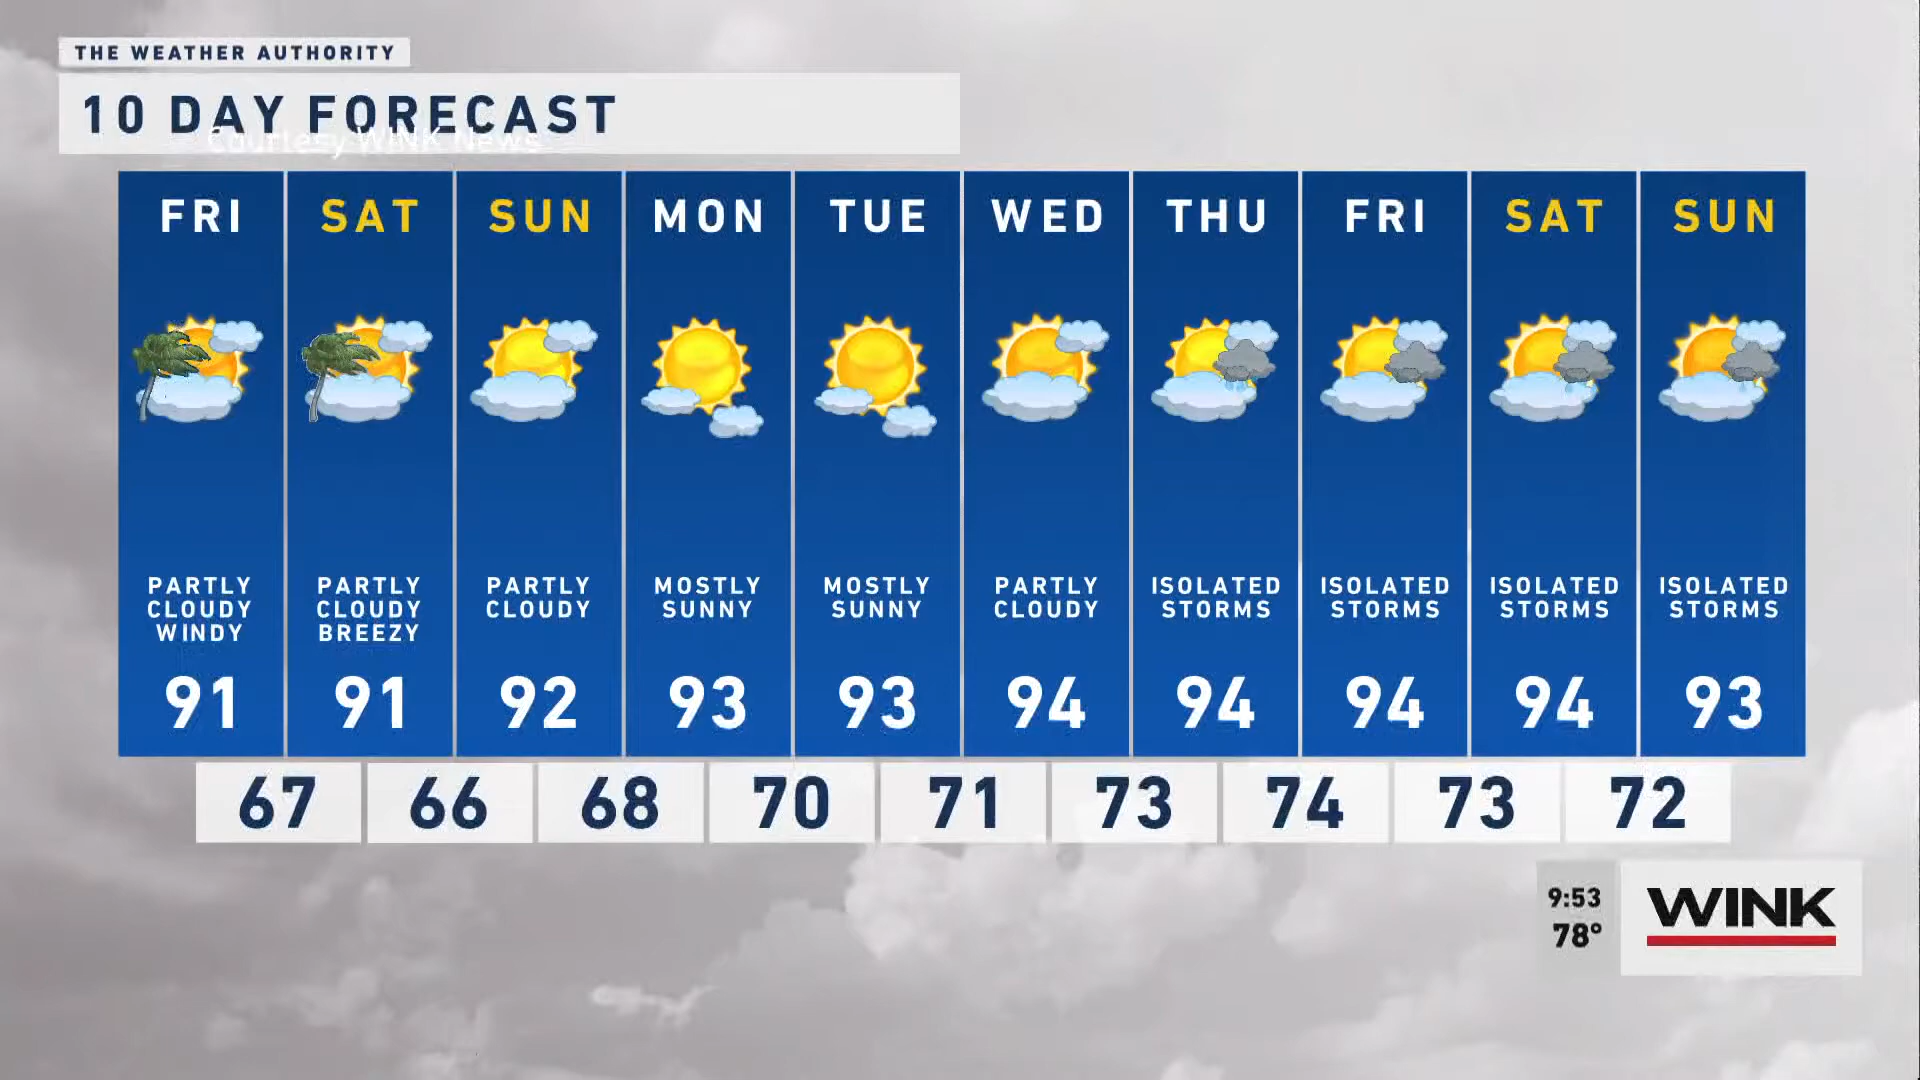 THE WEATHER AUTHORITY
10 DAY FORECAST
Courtesy WINK News
FRI SAT SUN MON TUE WED THU FRI SAT SUN
PARTLY PARTLY PARTLY MOSTLY MOSTLY PARTLY ISOLATED ISOLATED ISOLATED ISOLATED
CLOUDY CLOUDY CLOUDY SUNNY SUNNY CLOUDY STORMS STORMS STORMS STORMS
WINDY BREEZY
91 91 92 93 93 94 94 94 94 93
67 66 68 70 71 73 74 73 72
9:53
78°
WINK